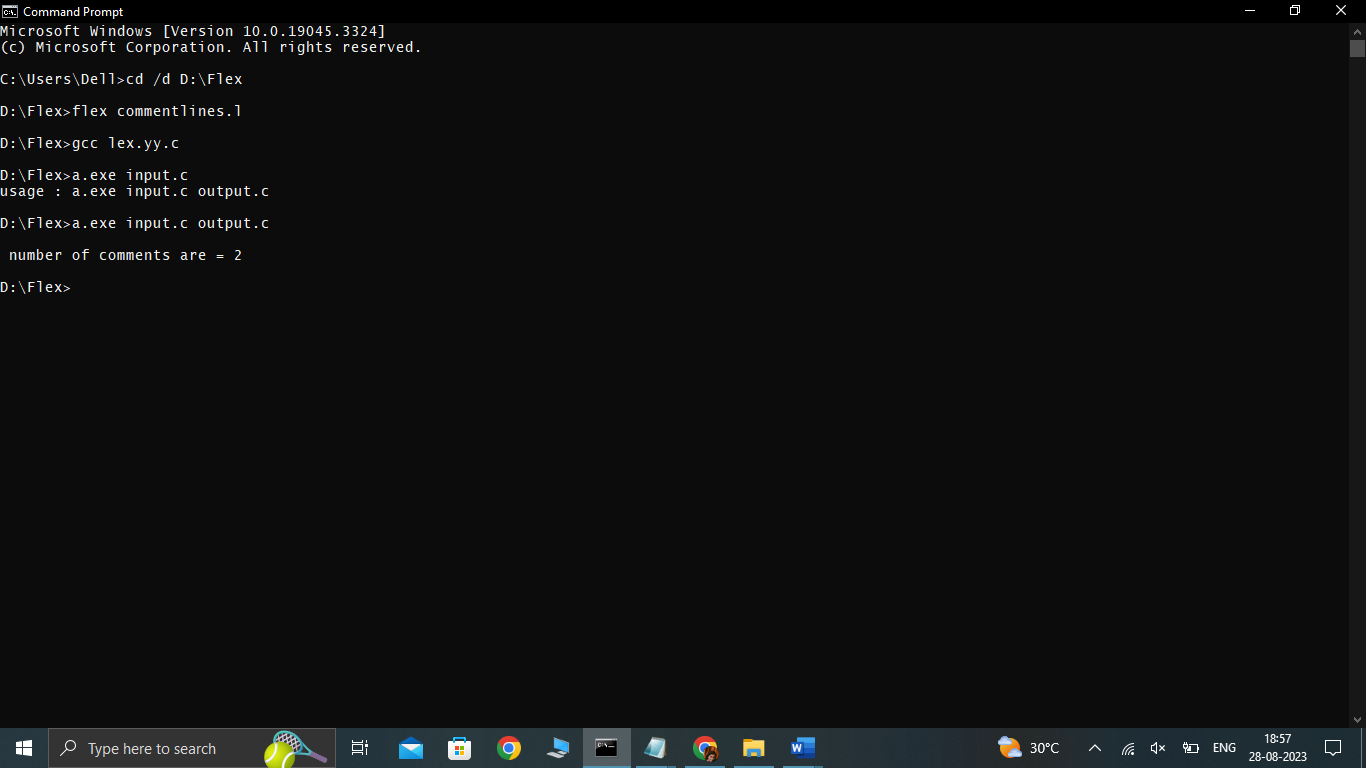 Command Prompt
Microsoft Windows [Version 10.0.19045.3324]
(c) Microsoft Corporation. All rights reserved.
C:\Users\Dell>cd /d D:\Flex
D:\Flex>flex commentlines.l
D:\Flex>gcc lex.yy.c
D:\Flex>a.exe input.c
usage : a.exe input.c output.c
D:\Flex>a.exe input.c output.c
number of comments are = 2
D:\Flex>
Type here to search
30°C
ENG
18:57
28-08-2023